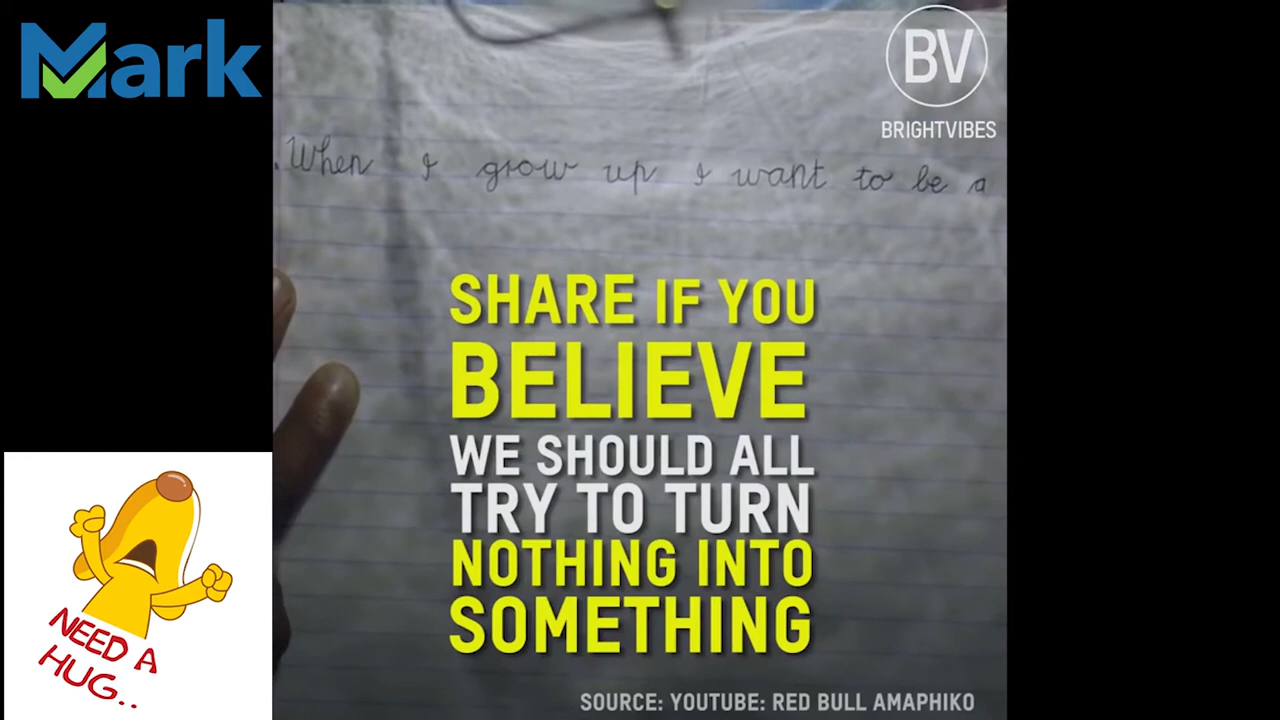 Mark
BV
BRIGHTVIBES
When I grow up I want to be a
SHARE IF YOU
BELIEVE
WE SHOULD ALL
TRY TO TURN
NOTHING INTO
SOMETHING
NEED A
HUG..
SOURCE: YOUTUBE: RED BULL AMAPHIKO